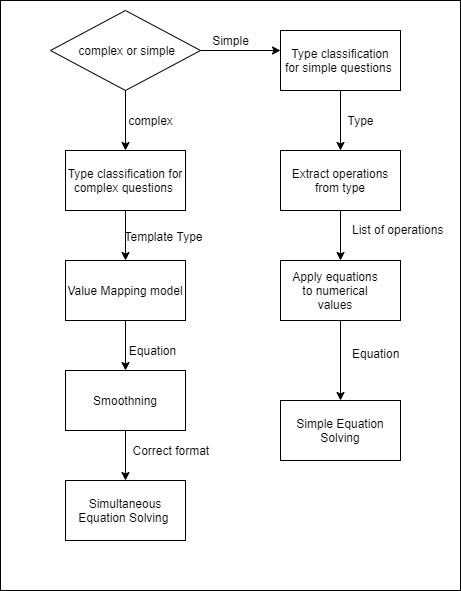 complex or simple
Simple
Type classification
for simple questions
complex
Type
Type classification for
complex questions
Extract operations
from type
Template Type
List of operations
Value Mapping model
Apply equations
to numerical
values
Equation
Equation
Smoothning
Simple Equation
Solving
Correct format
Simultaneous
Equation Solving